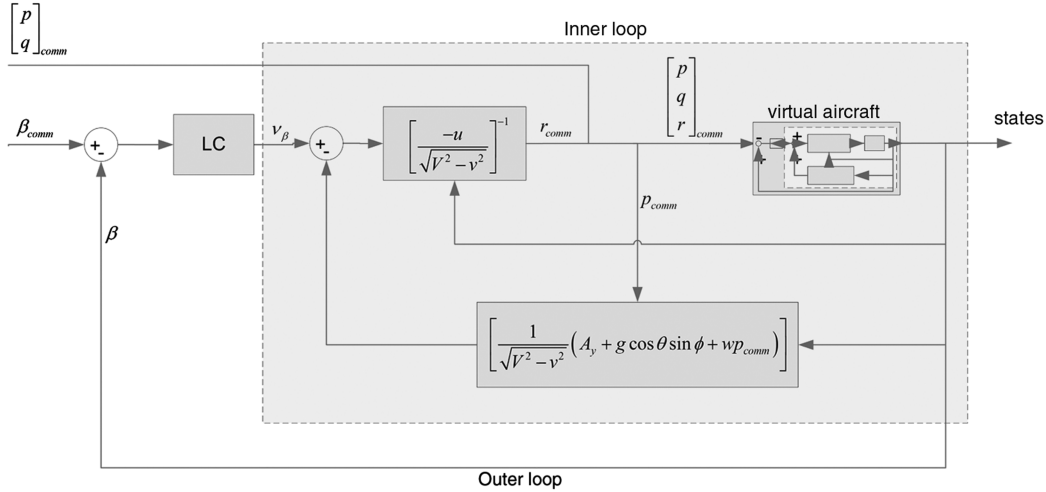 [p q]comm
Inner loop
[p q r]comm
virtual aircraft
states
βcomm
+-
LC
νβ
+-
[-u / √(V² – v²)]⁻¹
rcomm
-
+
+
+
pcomm
β
[1 / √(V² – v²) (Ay + g cos θ sin ϕ + wpcomm)]
Outer loop